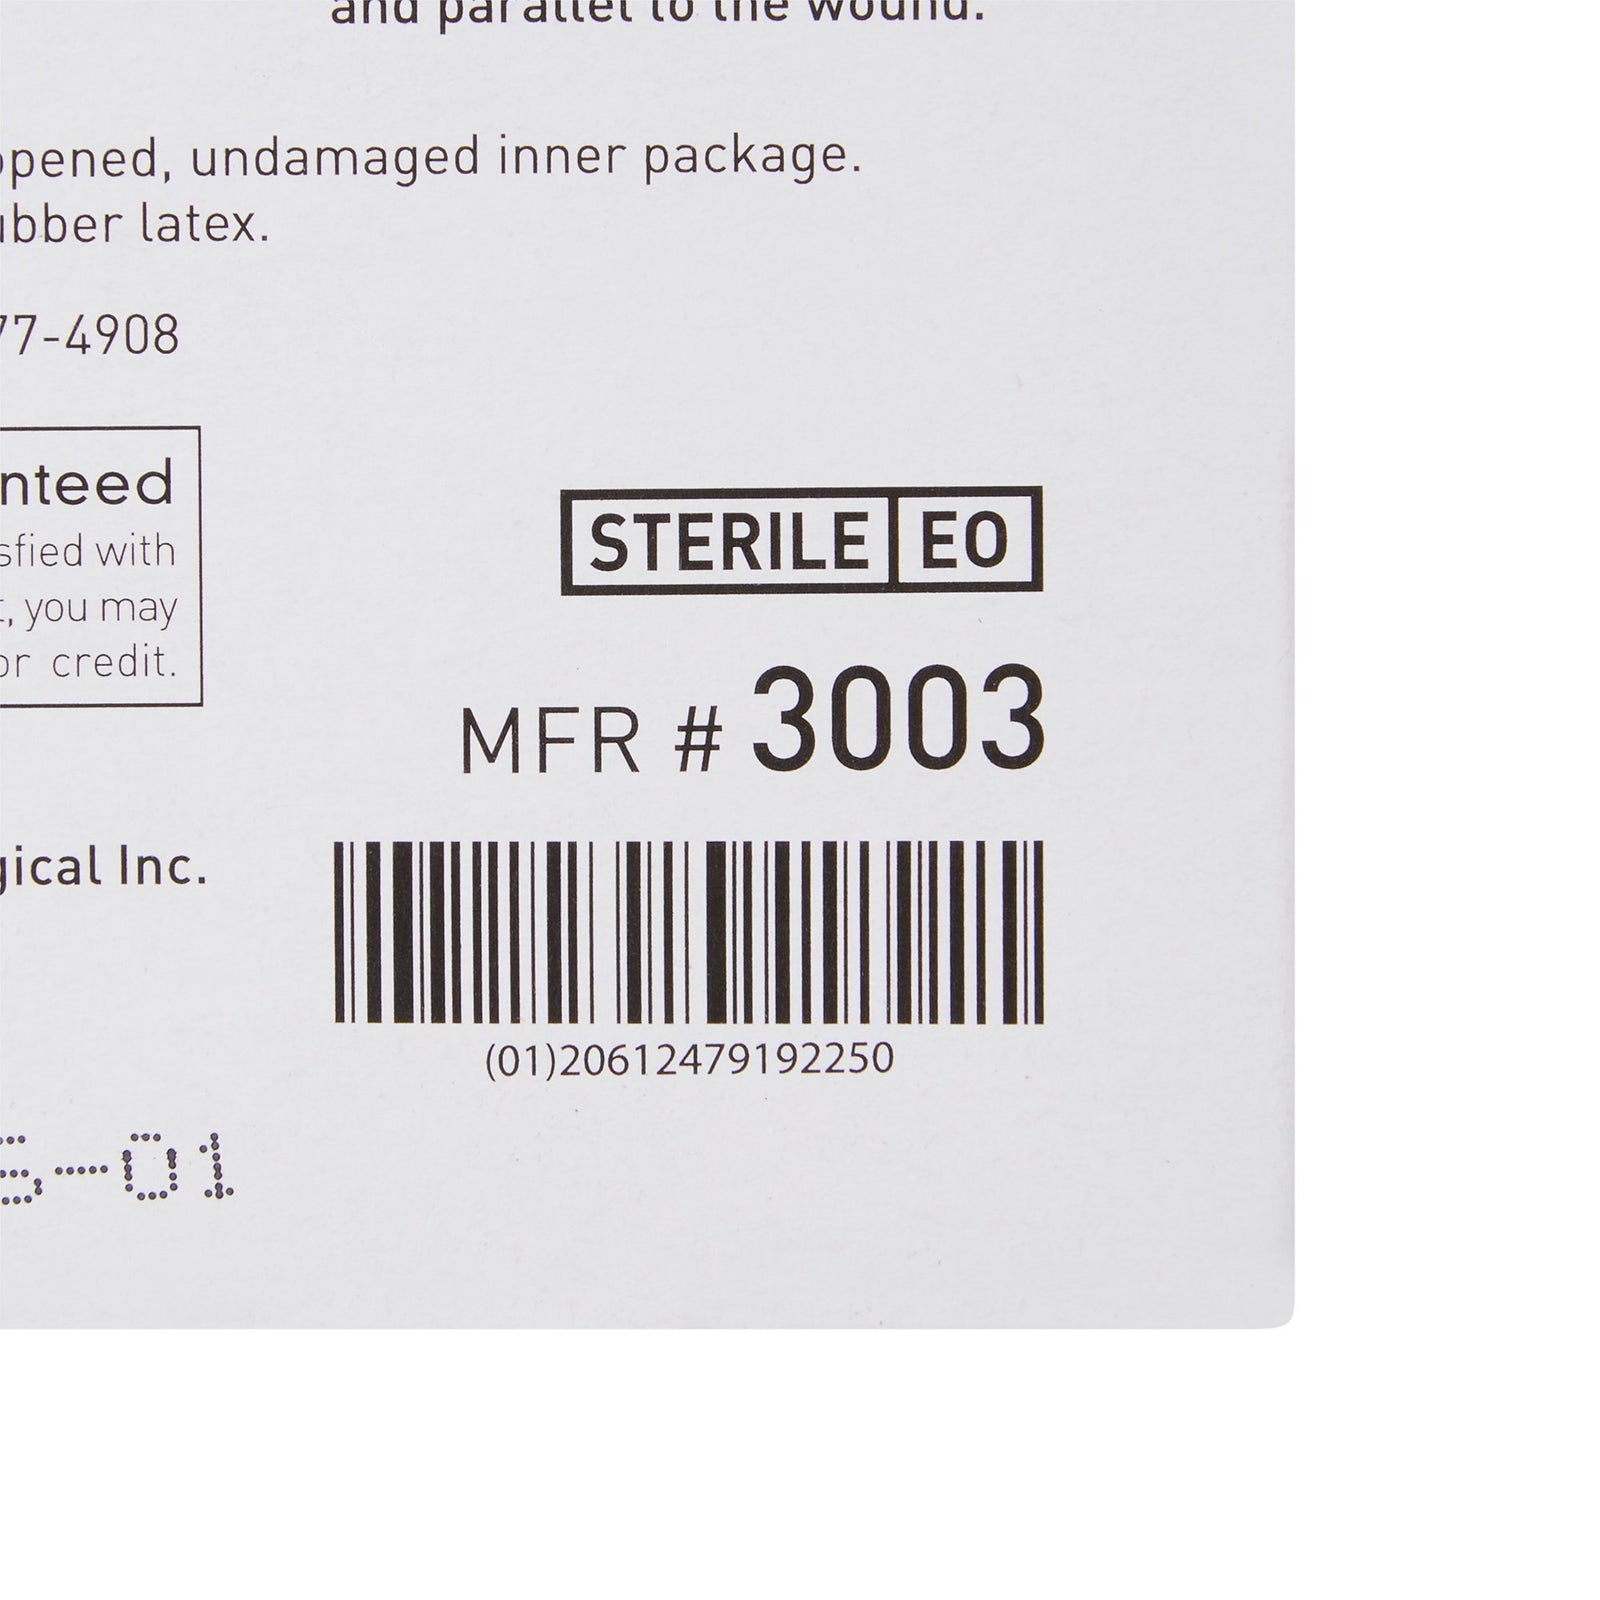 and parallel to the wound.
opened, undamaged inner package.
ubber latex.
77-4908
nteed
sfied with
, you may
or credit.
STERILE EO
MFR # 3003
gical Inc.
(01)20612479192250
-01